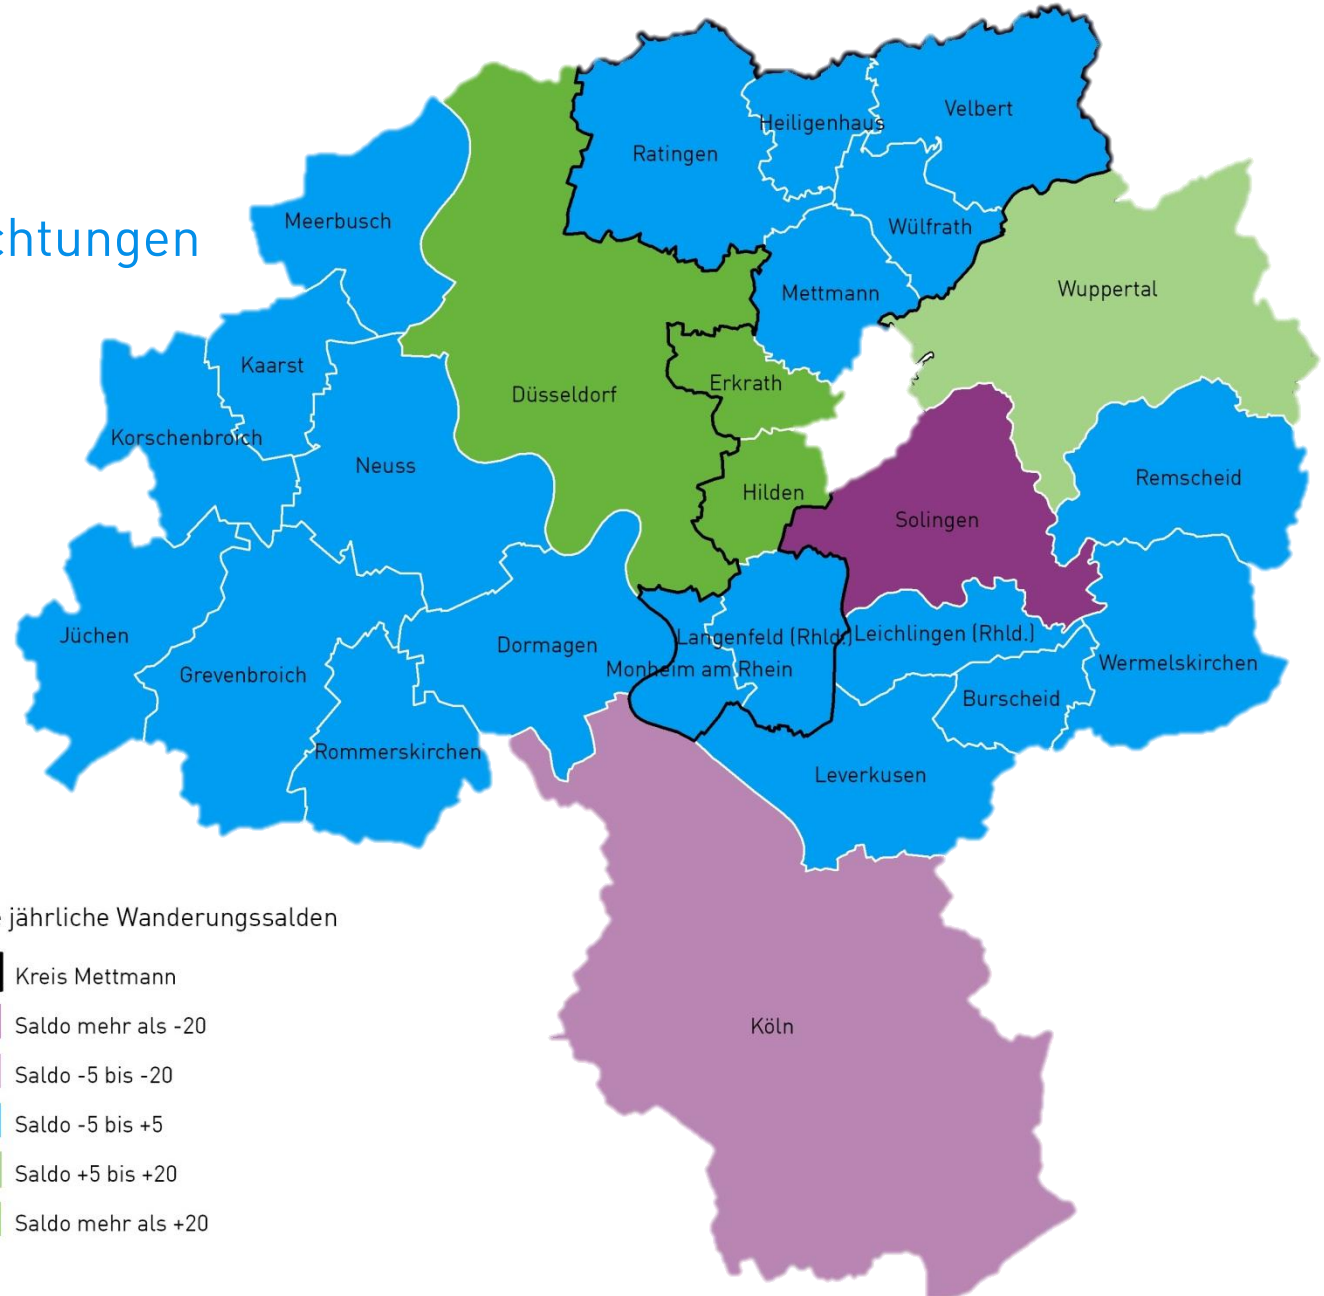 Velbert
Heiligenhaus
Ratingen
Meerbusch
Wülfrath
chtungen
Mettmann
Wuppertal
Kaarst
Erkrath
Düsseldorf
Korschenbroich
Neuss
Remscheid
Hilden
Solingen
Jüchen
Langenfeld (Rhld.)
Leichlingen (Rhld.)
Dormagen
Wermelskirchen
Monheim am Rhein
Grevenbroich
Burscheid
Rommerskirchen
Leverkusen
e jährliche Wanderungssalden
Kreis Mettmann
Saldo mehr als -20
Köln
Saldo -5 bis -20
Saldo -5 bis +5
Saldo +5 bis +20
Saldo mehr als +20